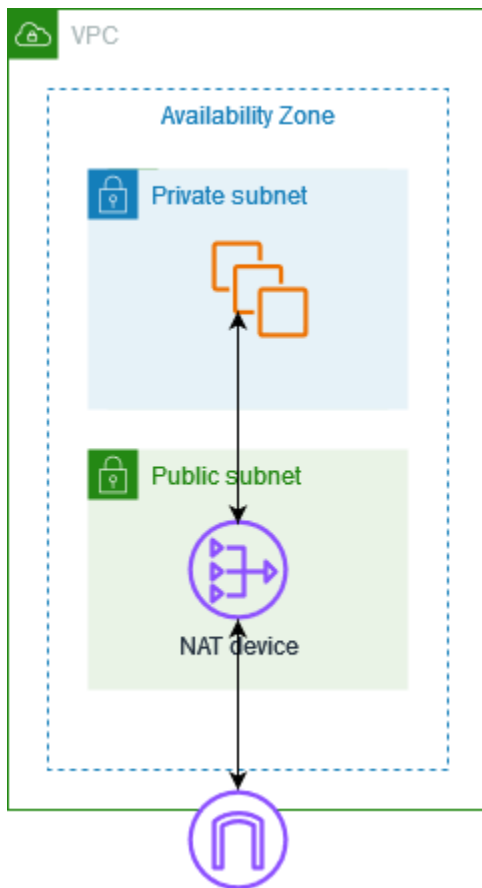 VPC
Availability Zone
Private subnet
Public subnet
NAT device